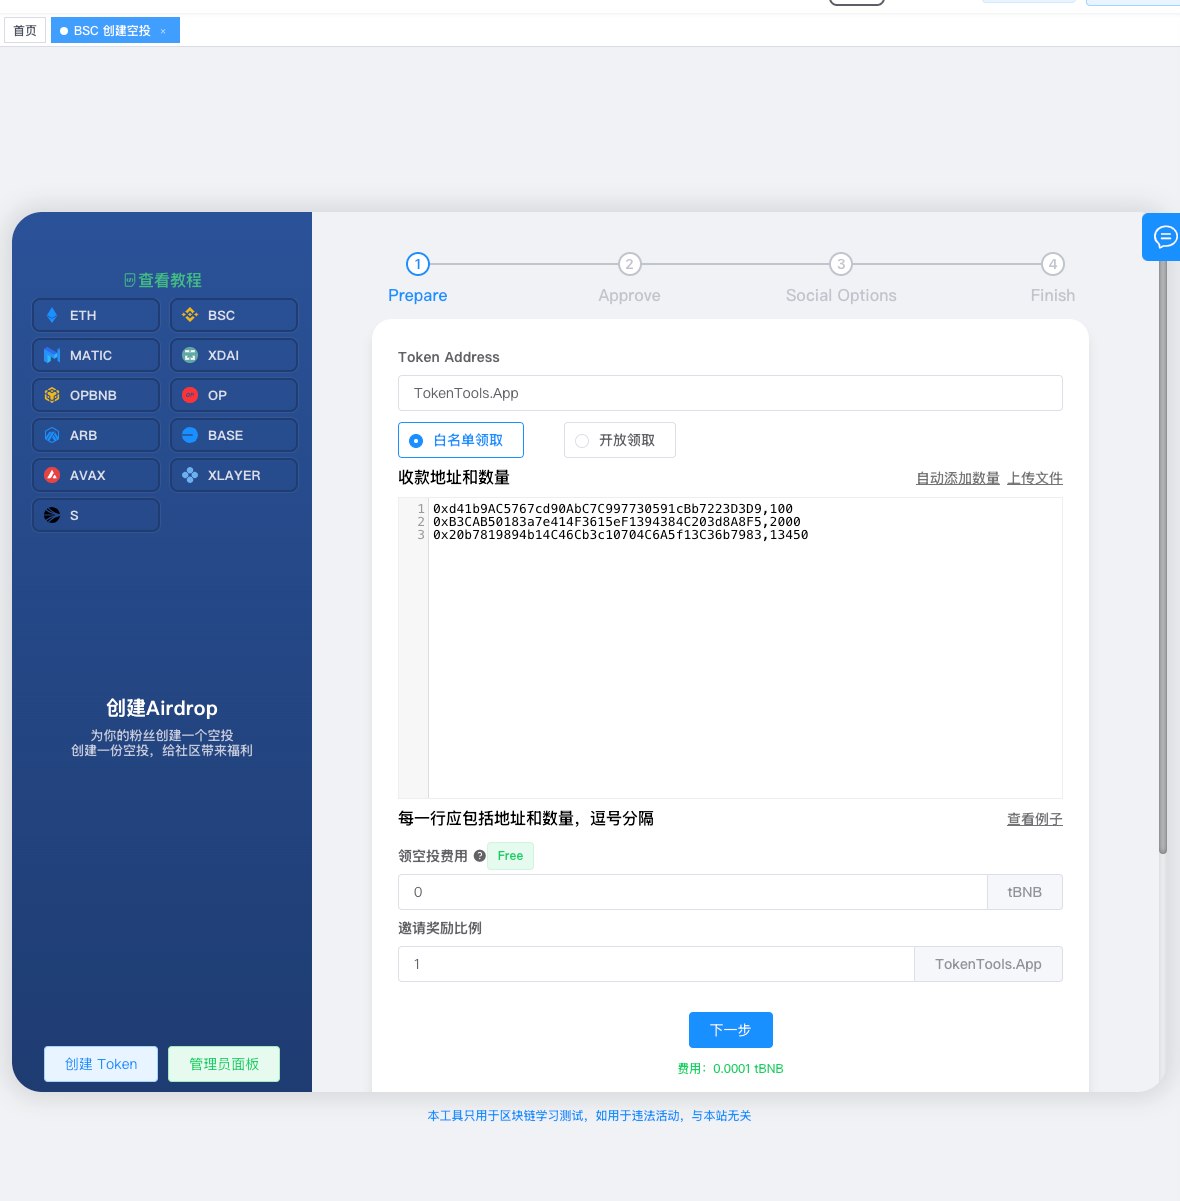 首页
BSC 创建空投 ×
查看教程
ETH
BSC
MATIC
XDAI
OPBNB
OP
ARB
BASE
AVAX
XLAYER
S
创建Airdrop
为你的粉丝创建一个空投
创建一份空投，给社区带来福利
创建 Token
管理员面板
1
2
3
4
Prepare
Approve
Social Options
Finish
Token Address
TokenTools.App
白名单领取
开放领取
收款地址和数量
自动添加数量 上传文件
1 0xd41b9AC5767cd90AbC7C997730591cBb7223D3D9,100
2 0xB3CAB50183a7e414F3615eF1394384C203d8A8F5,2000
3 0x20b7819894b14C46Cb3c10704C6A5f13C36b7983,13450
每一行应包括地址和数量，逗号分隔
查看例子
领空投费用 ? Free
0
tBNB
邀请奖励比例
1
TokenTools.App
下一步
费用：0.0001 tBNB
本工具只用于区块链学习测试，如用于违法活动，与本站无关